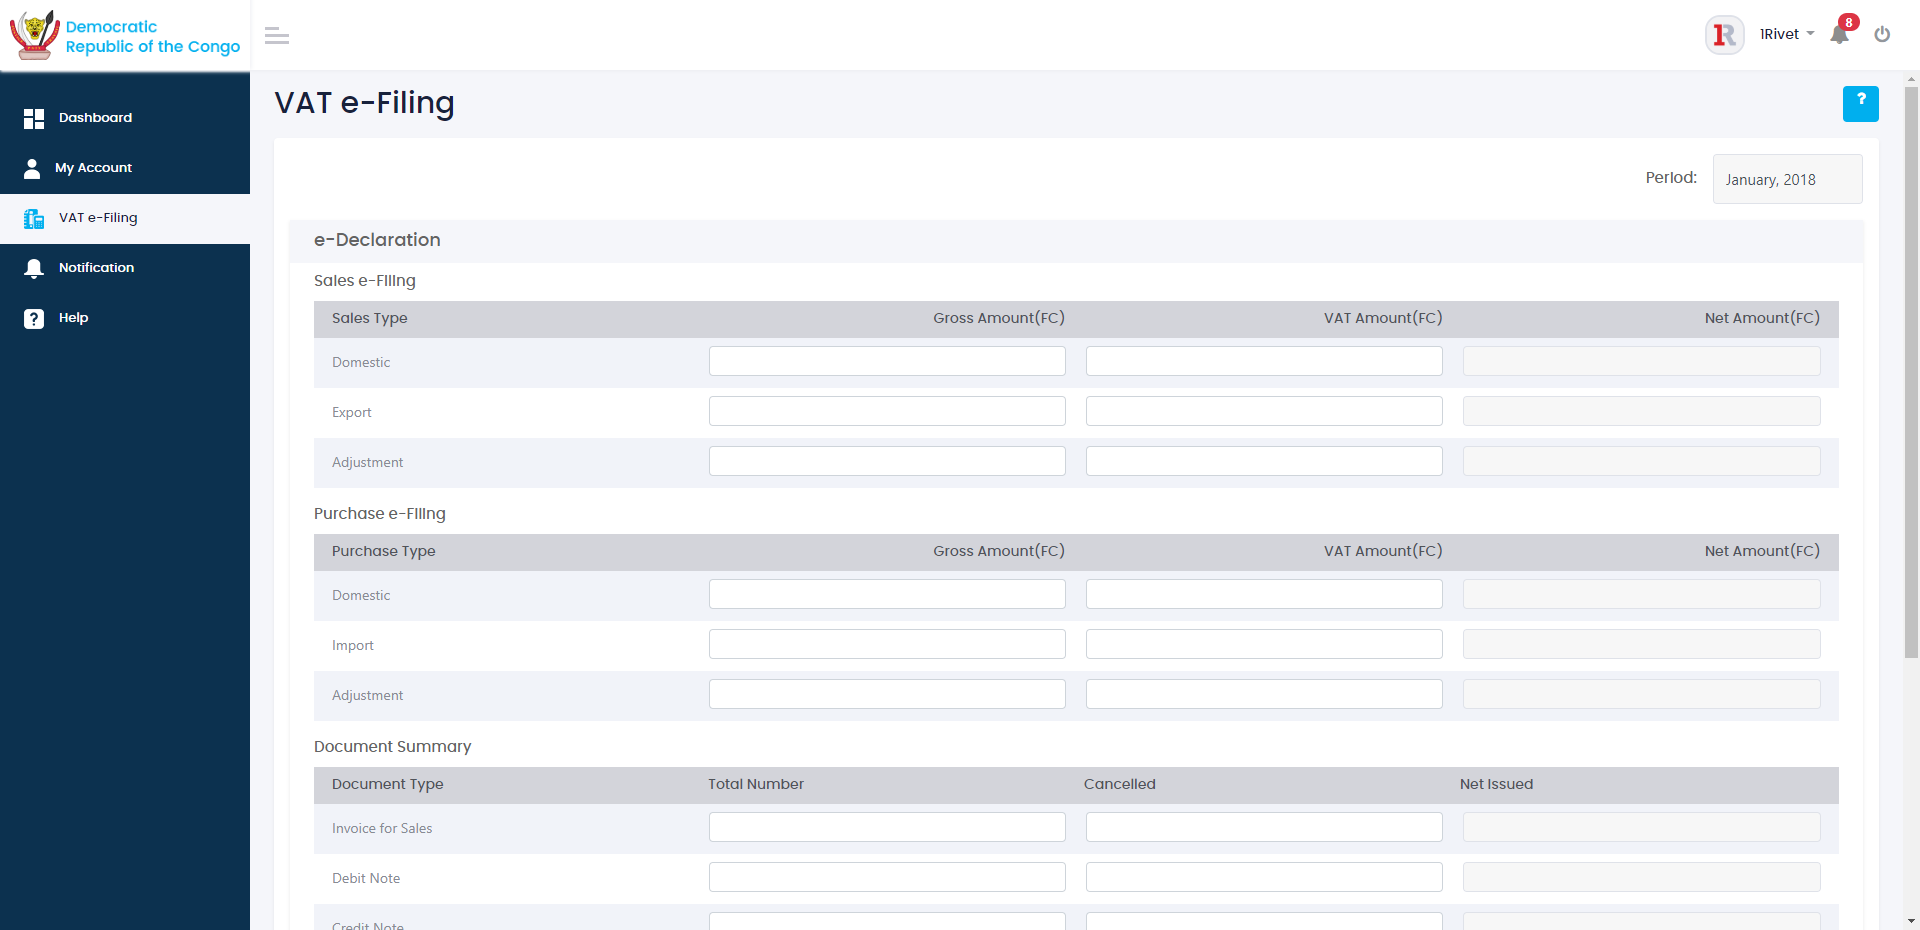 Democratic
Republic of the Congo
1R
1Rivet
8
Dashboard
My Account
VAT e-Filing
Notification
Help
VAT e-Filing
?
Period:
January, 2018
e-Declaration
Sales e-Filing
Sales Type Gross Amount(FC) VAT Amount(FC) Net Amount(FC)
Domestic
Export
Adjustment
Purchase e-Filing
Purchase Type Gross Amount(FC) VAT Amount(FC) Net Amount(FC)
Domestic
Import
Adjustment
Document Summary
Document Type Total Number Cancelled Net Issued
Invoice for Sales
Debit Note
Credit Note